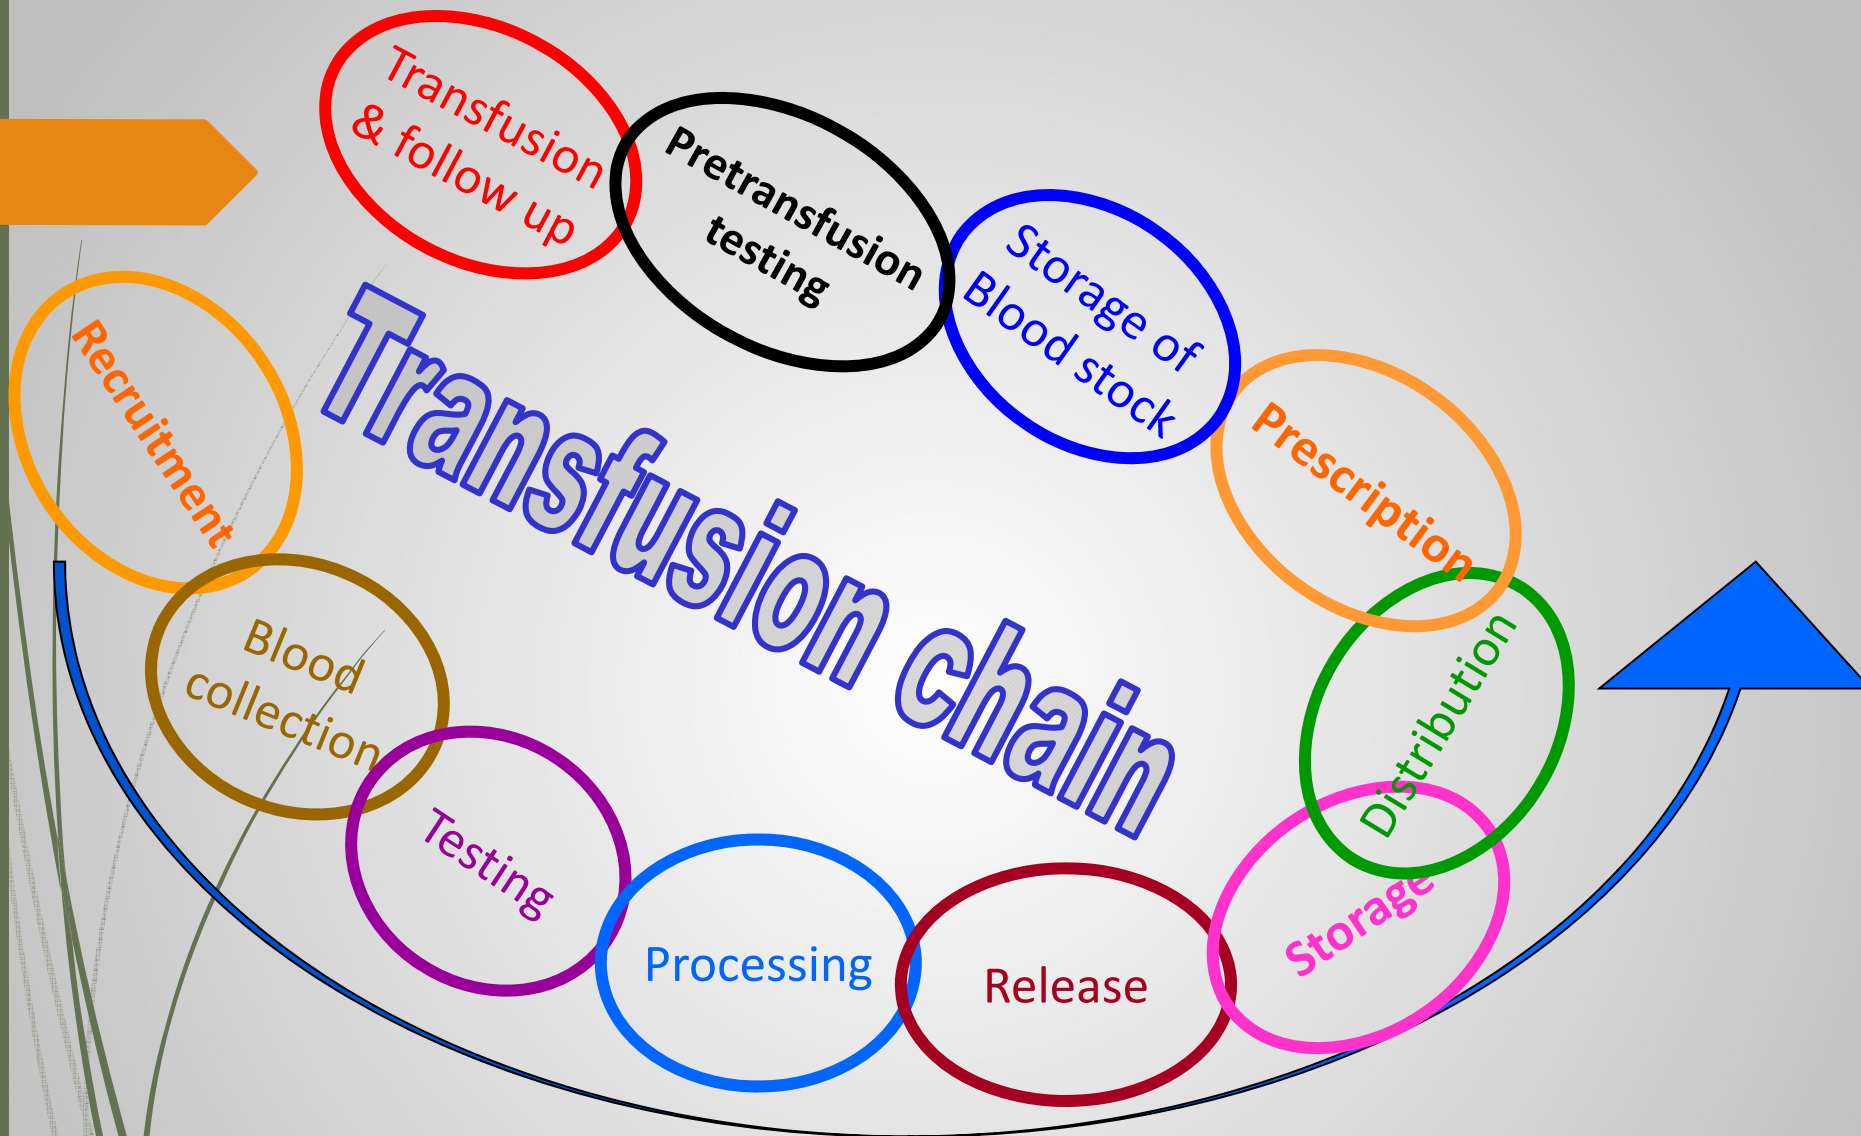 Transfusion
& follow up
Pretransfusion
testing
Storage of
Blood stock
Prescription
Distribution
Storage
Release
Processing
Testing
Blood
collection
Recruitment
Transfusion chain